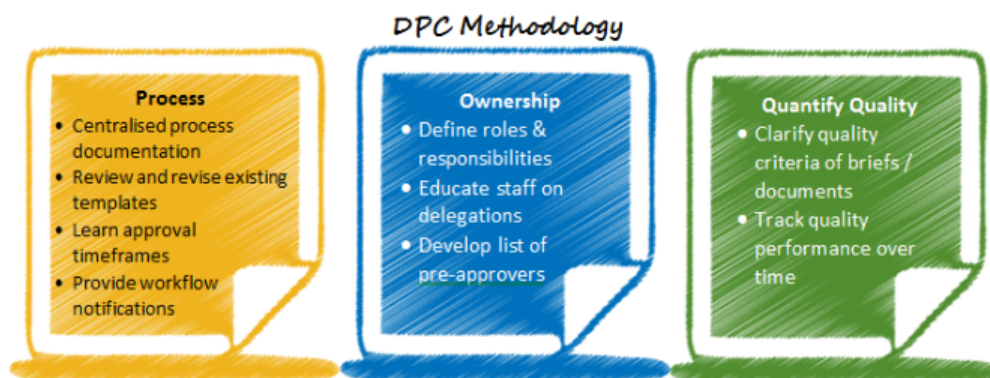 DPC Methodology
Process
• Centralised process
documentation
• Review and revise existing
templates
• Learn approval
timeframes
• Provide workflow
notifications
Ownership
• Define roles &
responsibilities
• Educate staff on
delegations
• Develop list of
pre-approvers
Quantify Quality
• Clarify quality
criteria of briefs /
documents
• Track quality
performance over
time